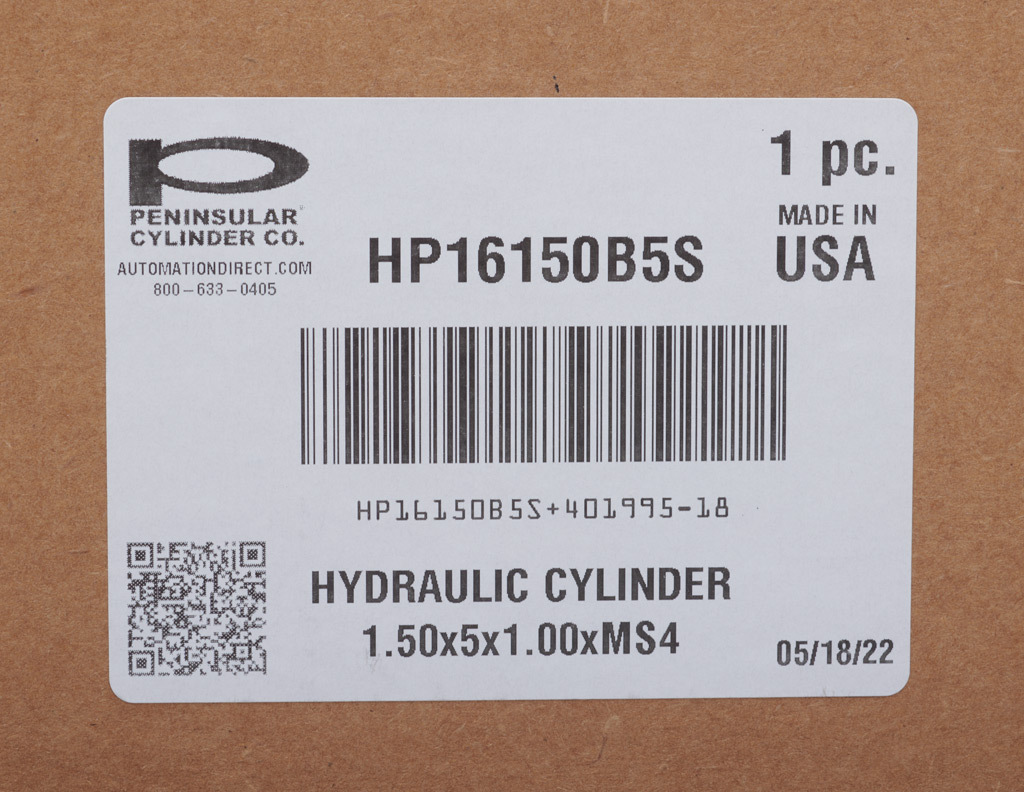 PENINSULAR
CYLINDER CO.
AUTOMATIONDIRECT.COM
800-633-0405
HP16150B5S
1 pc.
MADE IN
USA
HP16150B5S+401995-18
HYDRAULIC CYLINDER
1.50x5x1.00xMS4
05/18/22